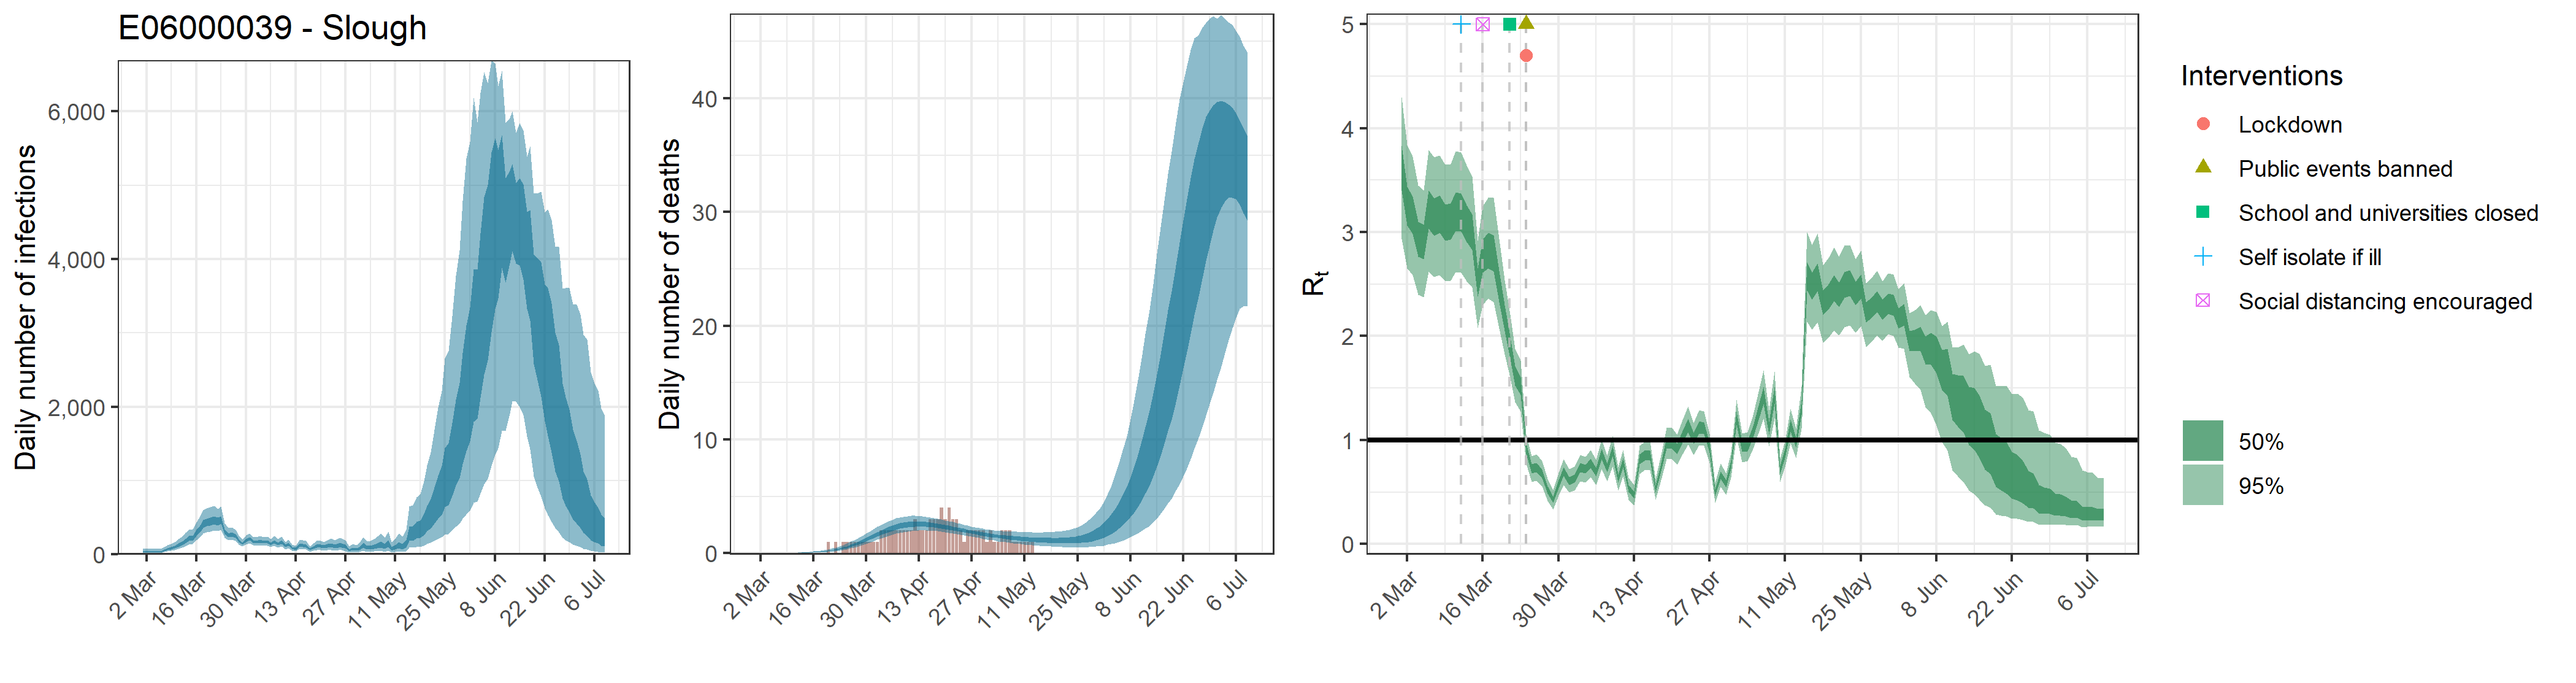 E06000039 - Slough
Daily number of infections
6,000
4,000
2,000
0
2 Mar
16 Mar
30 Mar
13 Apr
27 Apr
11 May
25 May
8 Jun
22 Jun
6 Jul
Daily number of deaths
40
30
20
10
0
2 Mar
16 Mar
30 Mar
13 Apr
27 Apr
11 May
25 May
8 Jun
22 Jun
6 Jul
Rt
5
4
3
2
1
0
2 Mar
16 Mar
30 Mar
13 Apr
27 Apr
11 May
25 May
8 Jun
22 Jun
6 Jul
Interventions
Lockdown
Public events banned
School and universities closed
Self isolate if ill
Social distancing encouraged
50%
95%